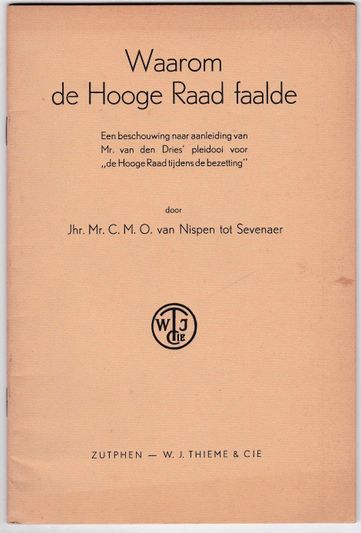 Waarom
de Hooge Raad faalde
Een beschouwing naar aanleiding van
Mr. van den Dries' pleidooi voor
„de Hooge Raad tijdens de bezetting"
door
Jhr. Mr. C. M. O. van Nispen tot Sevenaer
W T J
CIE
ZUTPHEN — W. J. THIEME & CIE